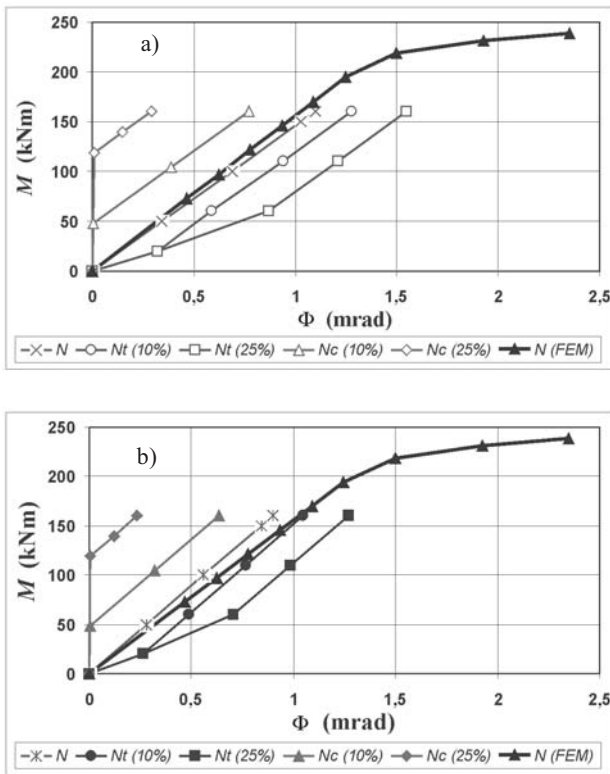 a)
250
200
150
100
50
0
M (kNm)
0 0,5 1 1,5 2 2,5
Φ (mrad)
N Nt (10%) Nt (25%) Nc (10%) Nc (25%) N (FEM)
b)
250
200
150
100
50
0
M (kNm)
0 0,5 1 1,5 2 2,5
Φ (mrad)
N Nt (10%) Nt (25%) Nc (10%) Nc (25%) N (FEM)